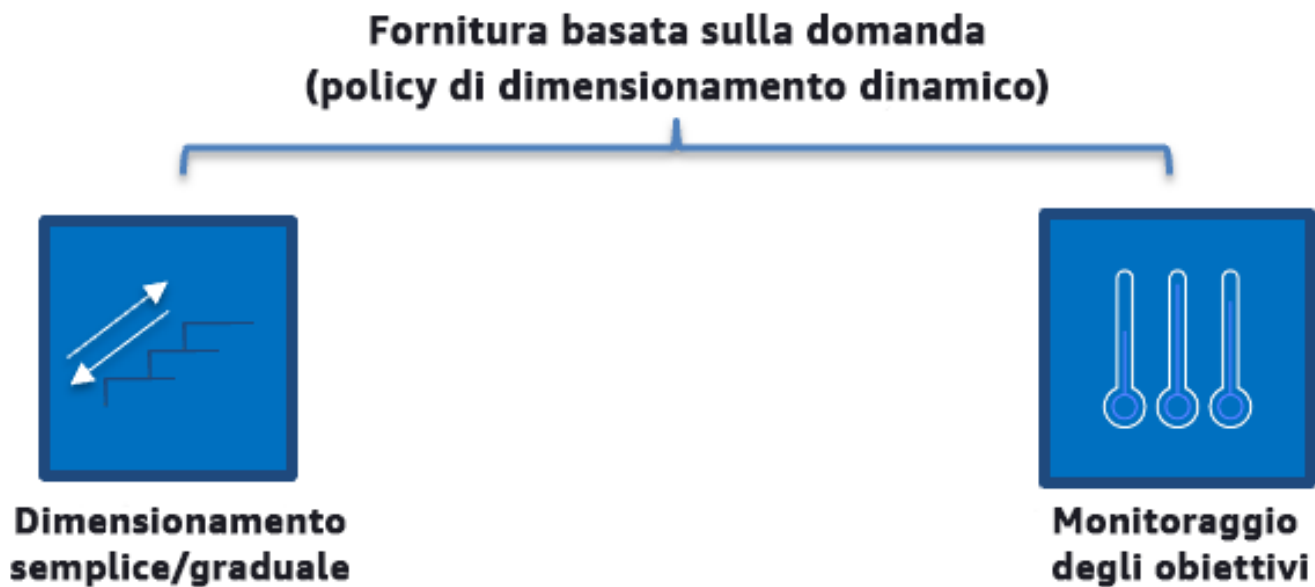 Fornitura basata sulla domanda
(policy di dimensionamento dinamico)
Dimensionamento
semplice/graduale
Monitoraggio
degli obiettivi